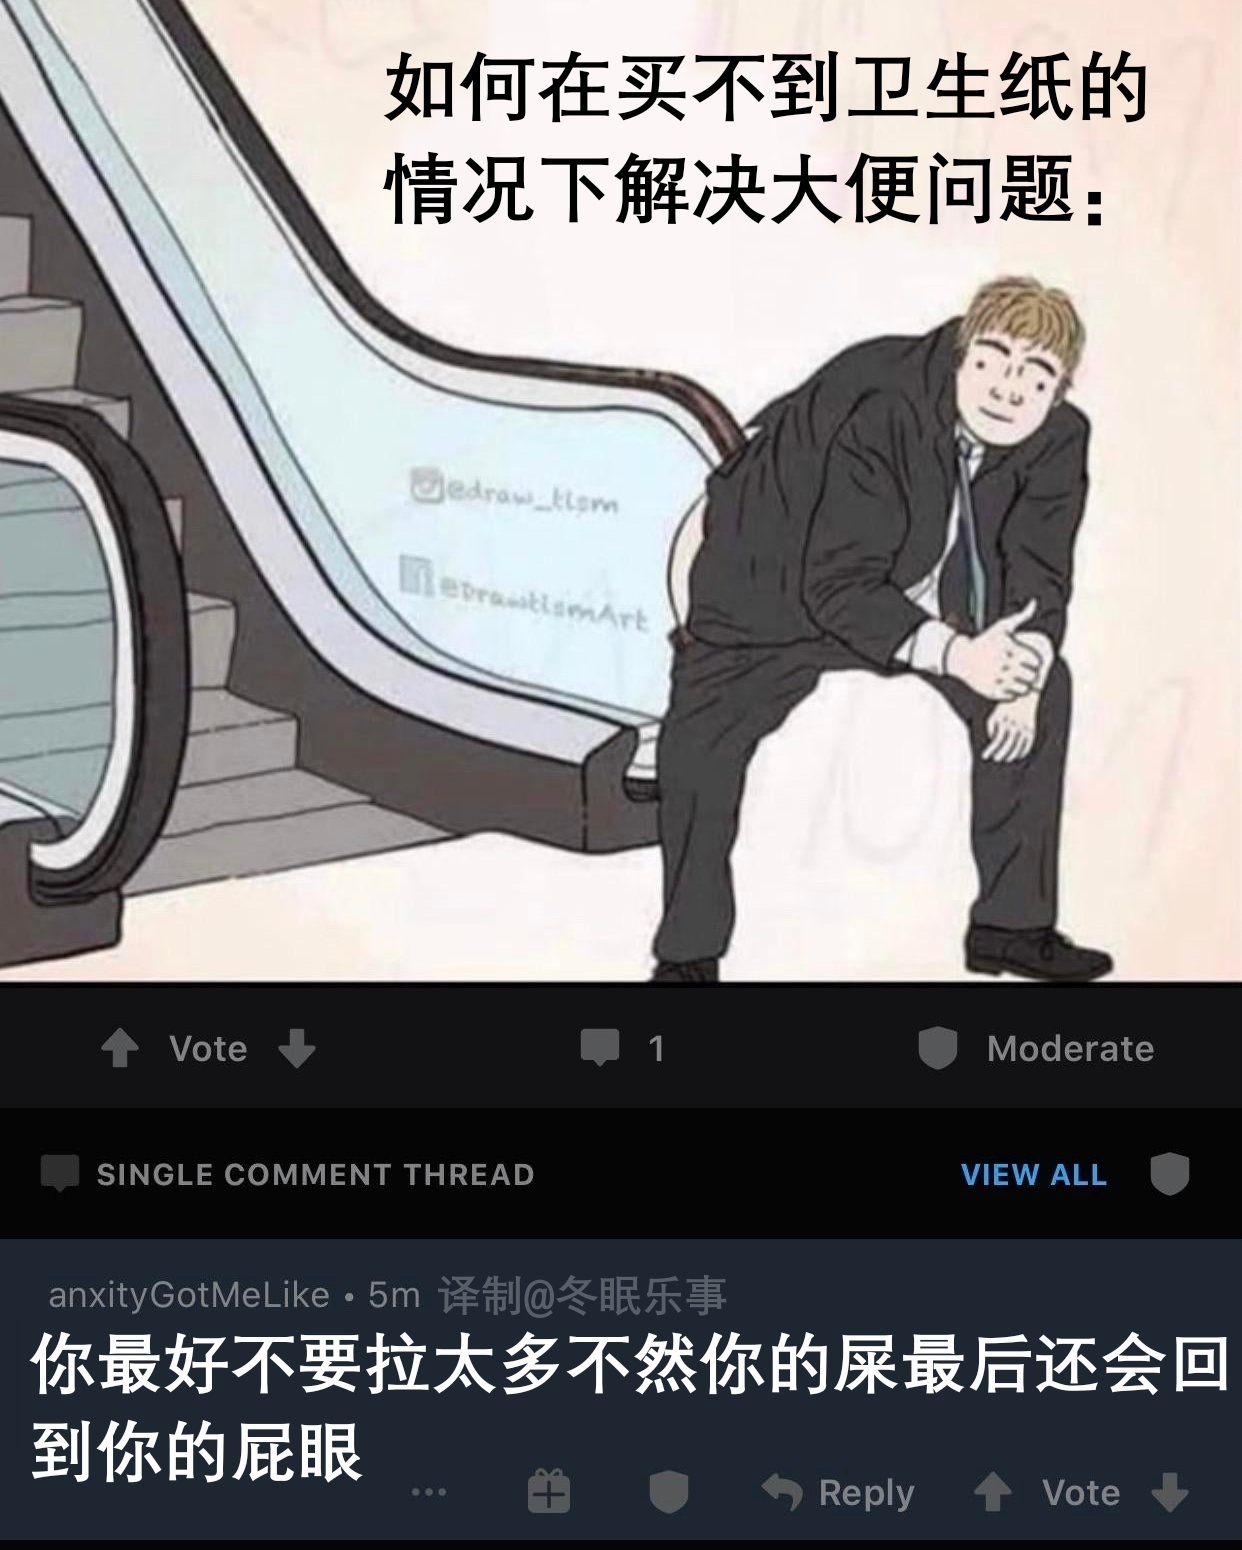 如何在买不到卫生纸的
情况下解决大便问题：
@draw_tism
@DrawtismArt
Vote 1 Moderate
SINGLE COMMENT THREAD VIEW ALL
anxityGotMeLike • 5m 译制@冬眠乐事
你最好不要拉太多不然你的屎最后还会回
到你的屁眼
Reply Vote